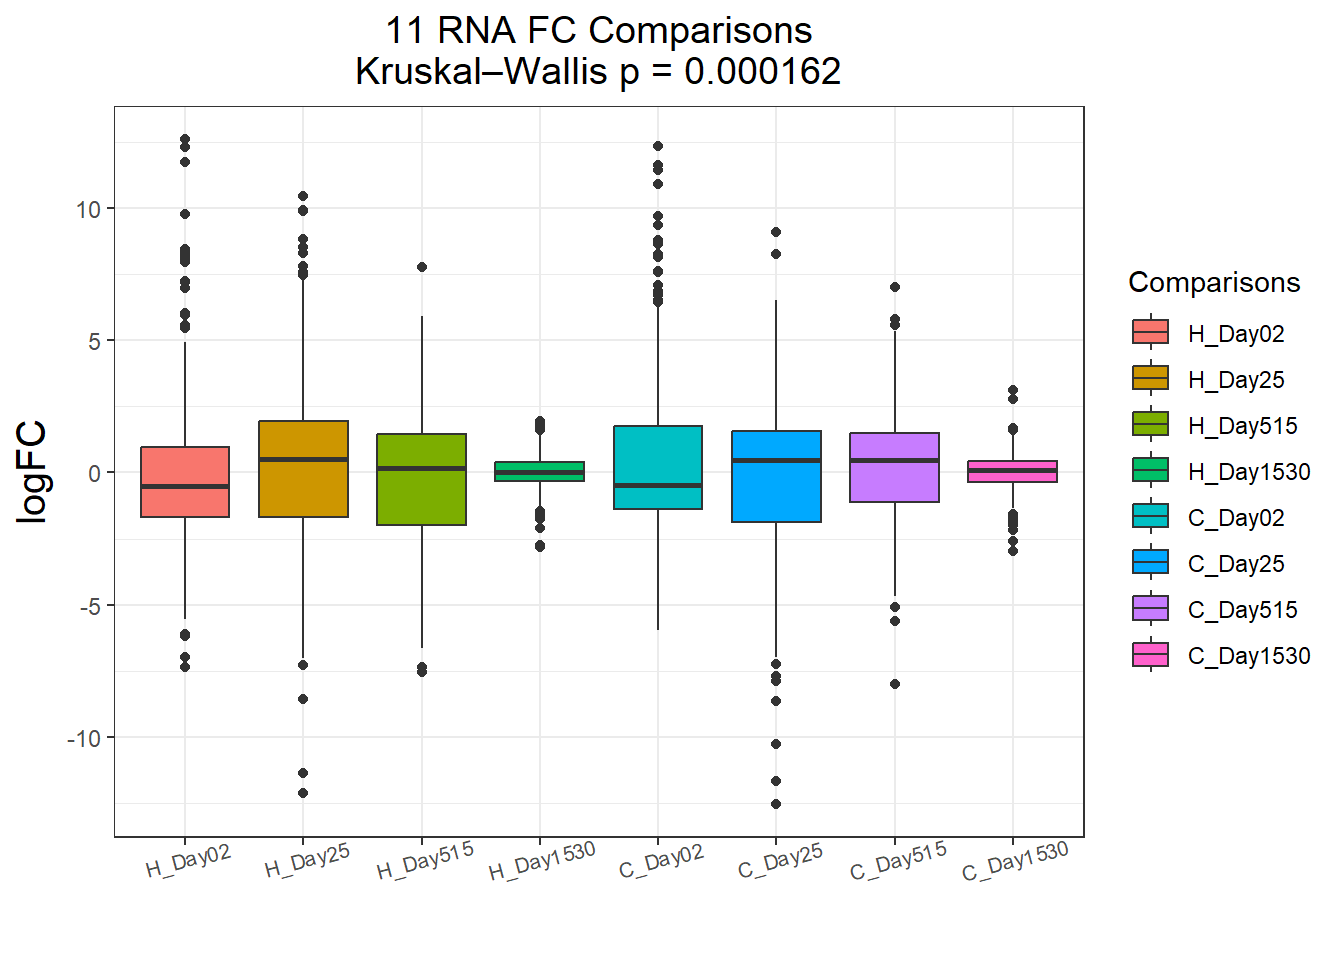 11 RNA FC Comparisons
Kruskal–Wallis p = 0.000162
logFC
10
5
0
-5
-10
H_Day02
H_Day25
H_Day515
H_Day1530
C_Day02
C_Day25
C_Day515
C_Day1530
Comparisons
H_Day02
H_Day25
H_Day515
H_Day1530
C_Day02
C_Day25
C_Day515
C_Day1530